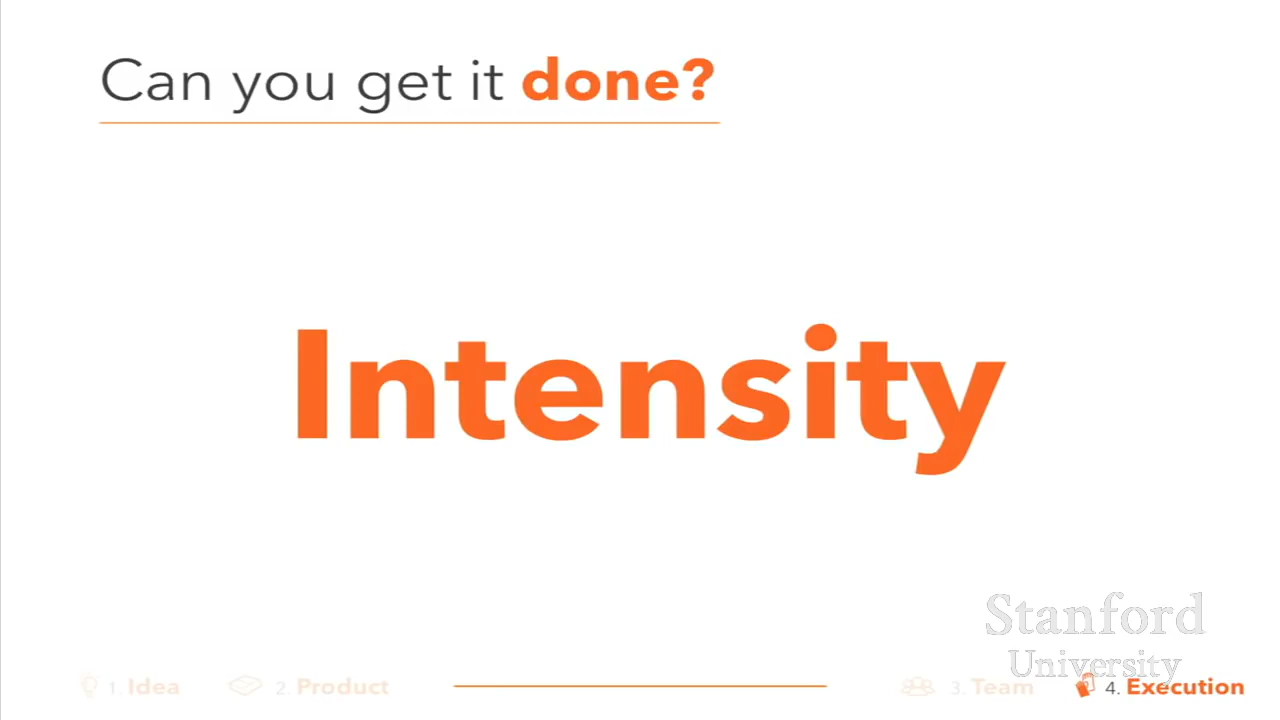 Can you get it done?
Intensity
Stanford
University
1. Idea 2. Product 3. Team 4. Execution